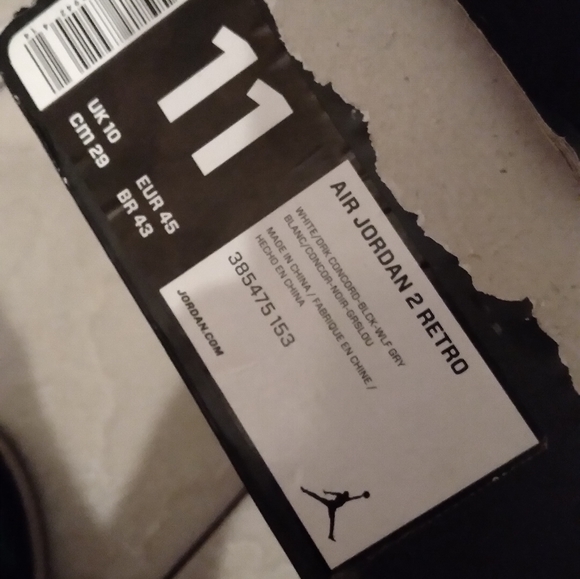 11
UK 10
EUR 45
CM 29
BR 43
AIR JORDAN 2 RETRO
WHITE/DRK CONCORD-BLCK-WLF GRY
BLANC/CONCOR-NOIR-GRSLOU
MADE IN CHINA / FABRIQUE EN CHINE /
HECHO EN CHINA
385475 153
JORDAN.COM